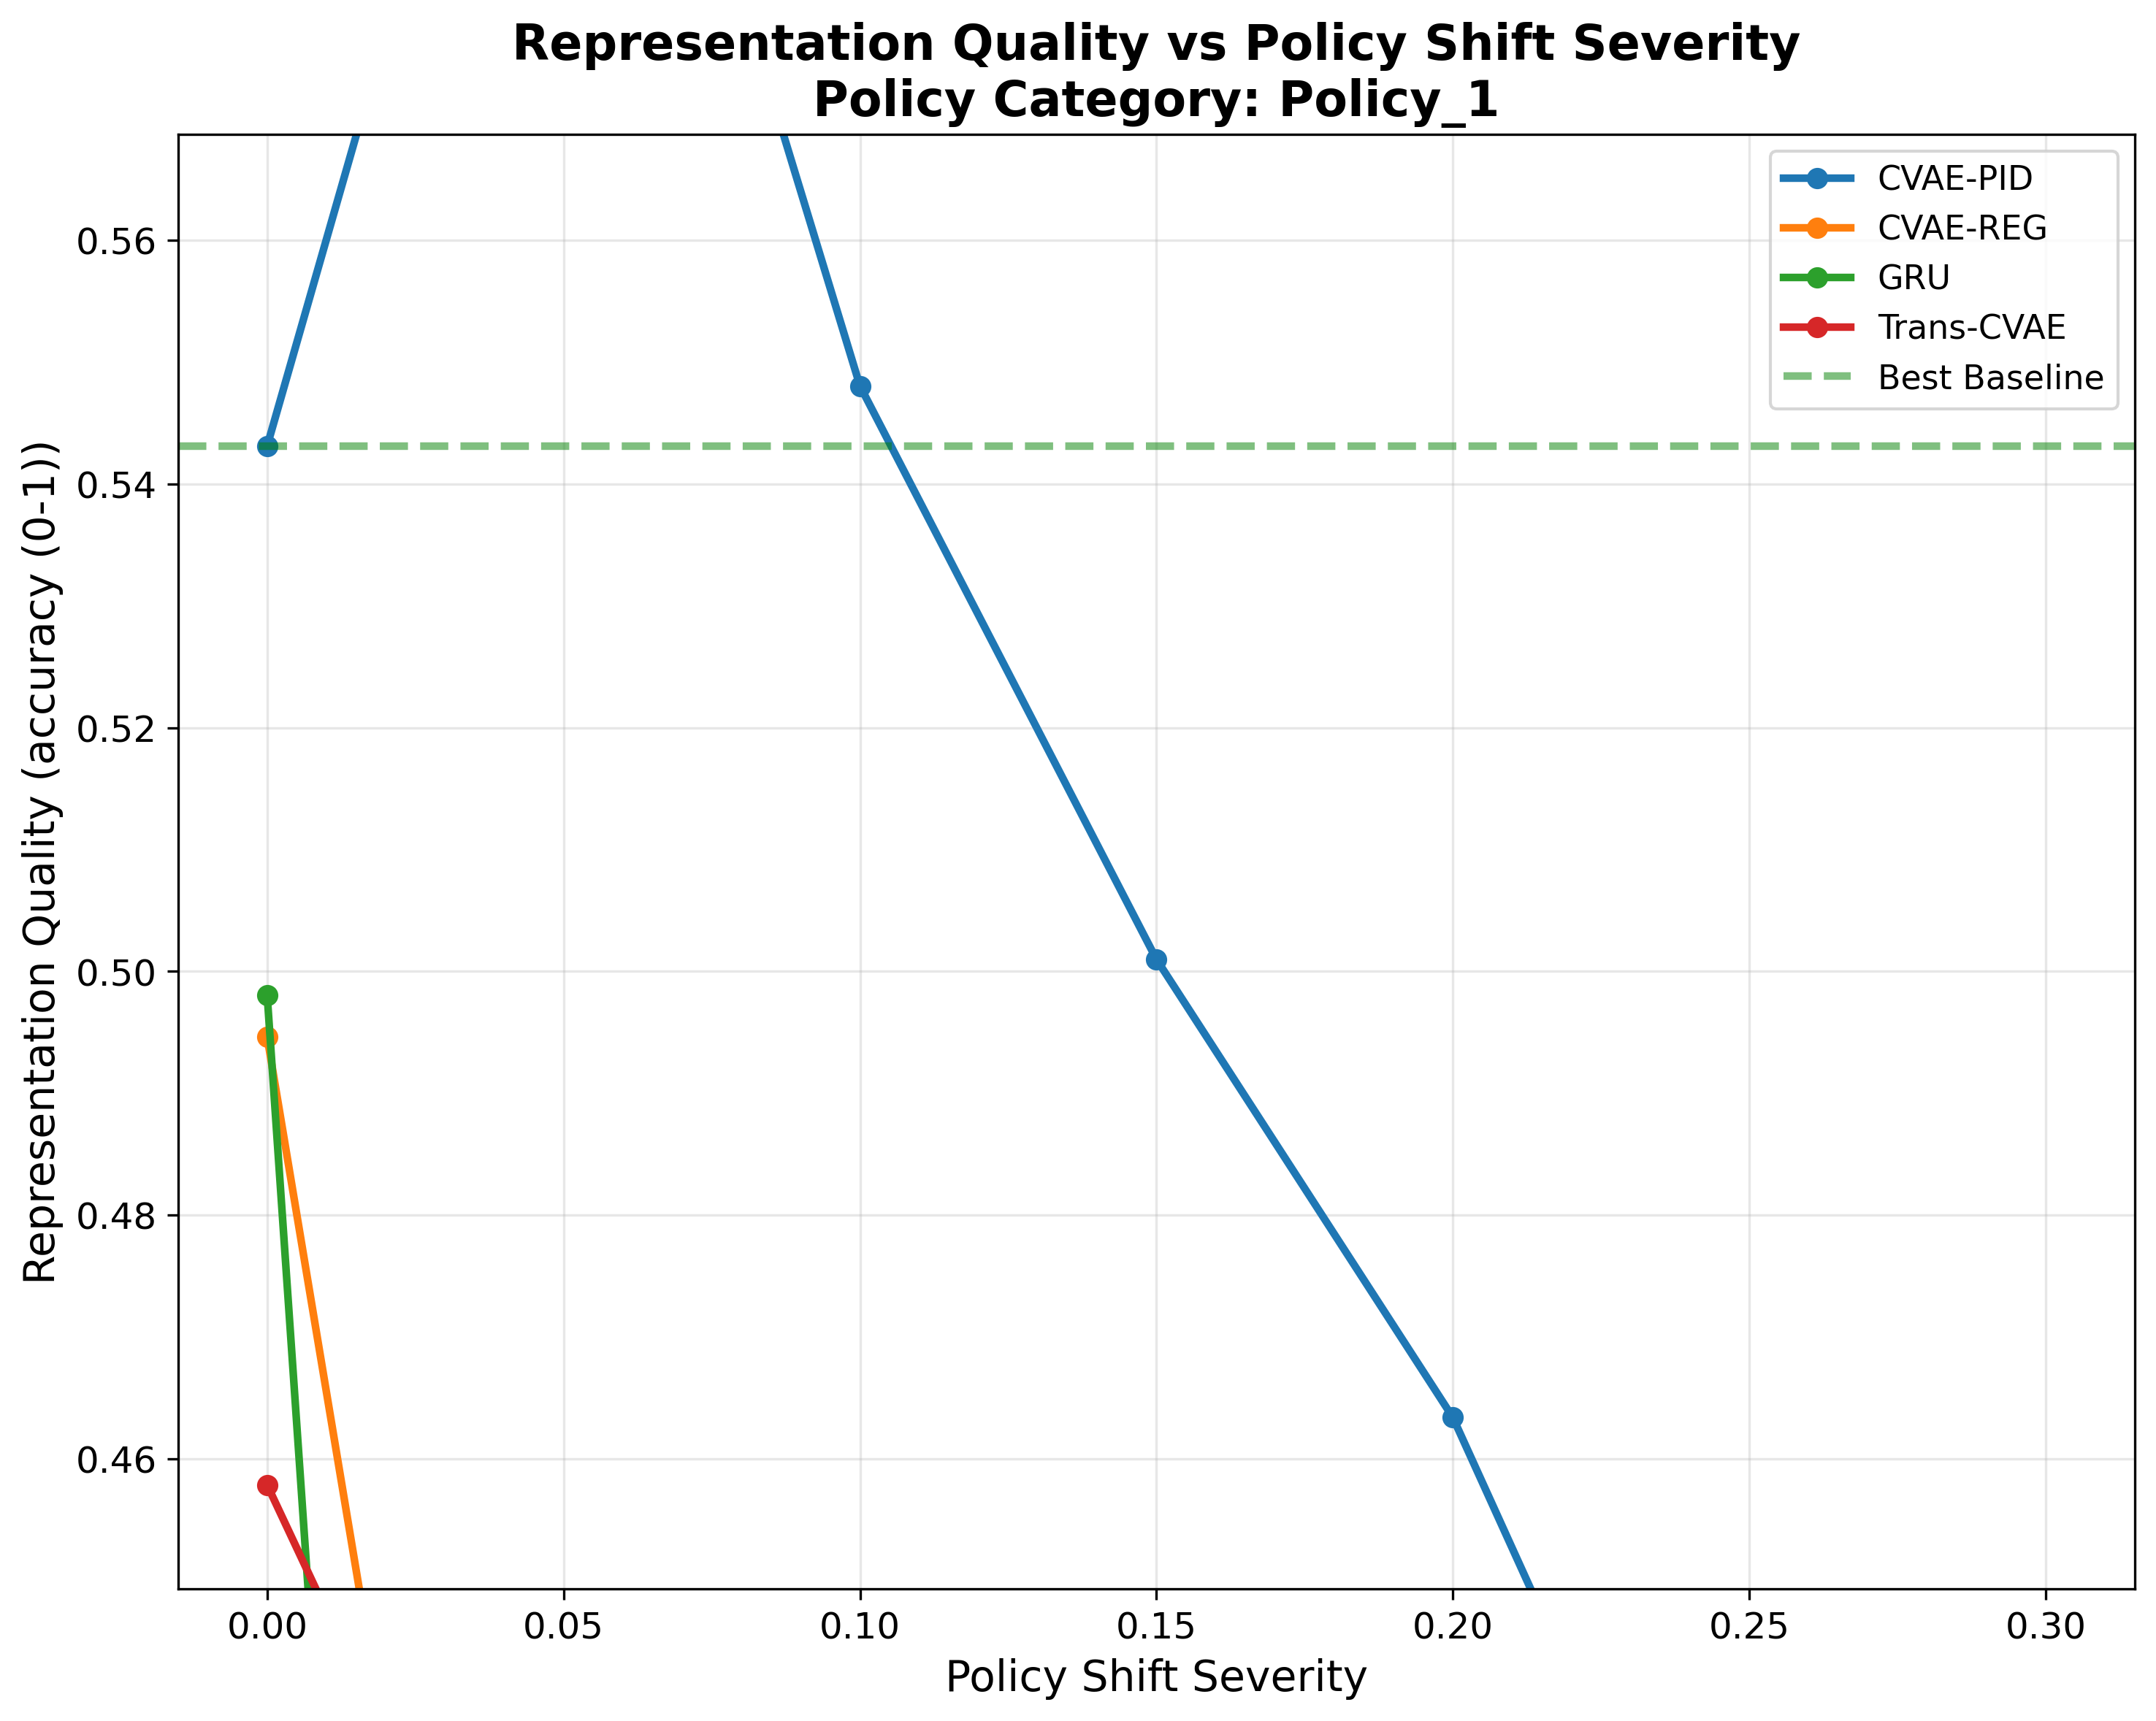 Representation Quality vs Policy Shift Severity
Policy Category: Policy_1
CVAE-PID
CVAE-REG
GRU
Trans-CVAE
Best Baseline
Representation Quality (accuracy (0-1))
0.56
0.54
0.52
0.50
0.48
0.46
0.00 0.05 0.10 0.15 0.20 0.25 0.30
Policy Shift Severity